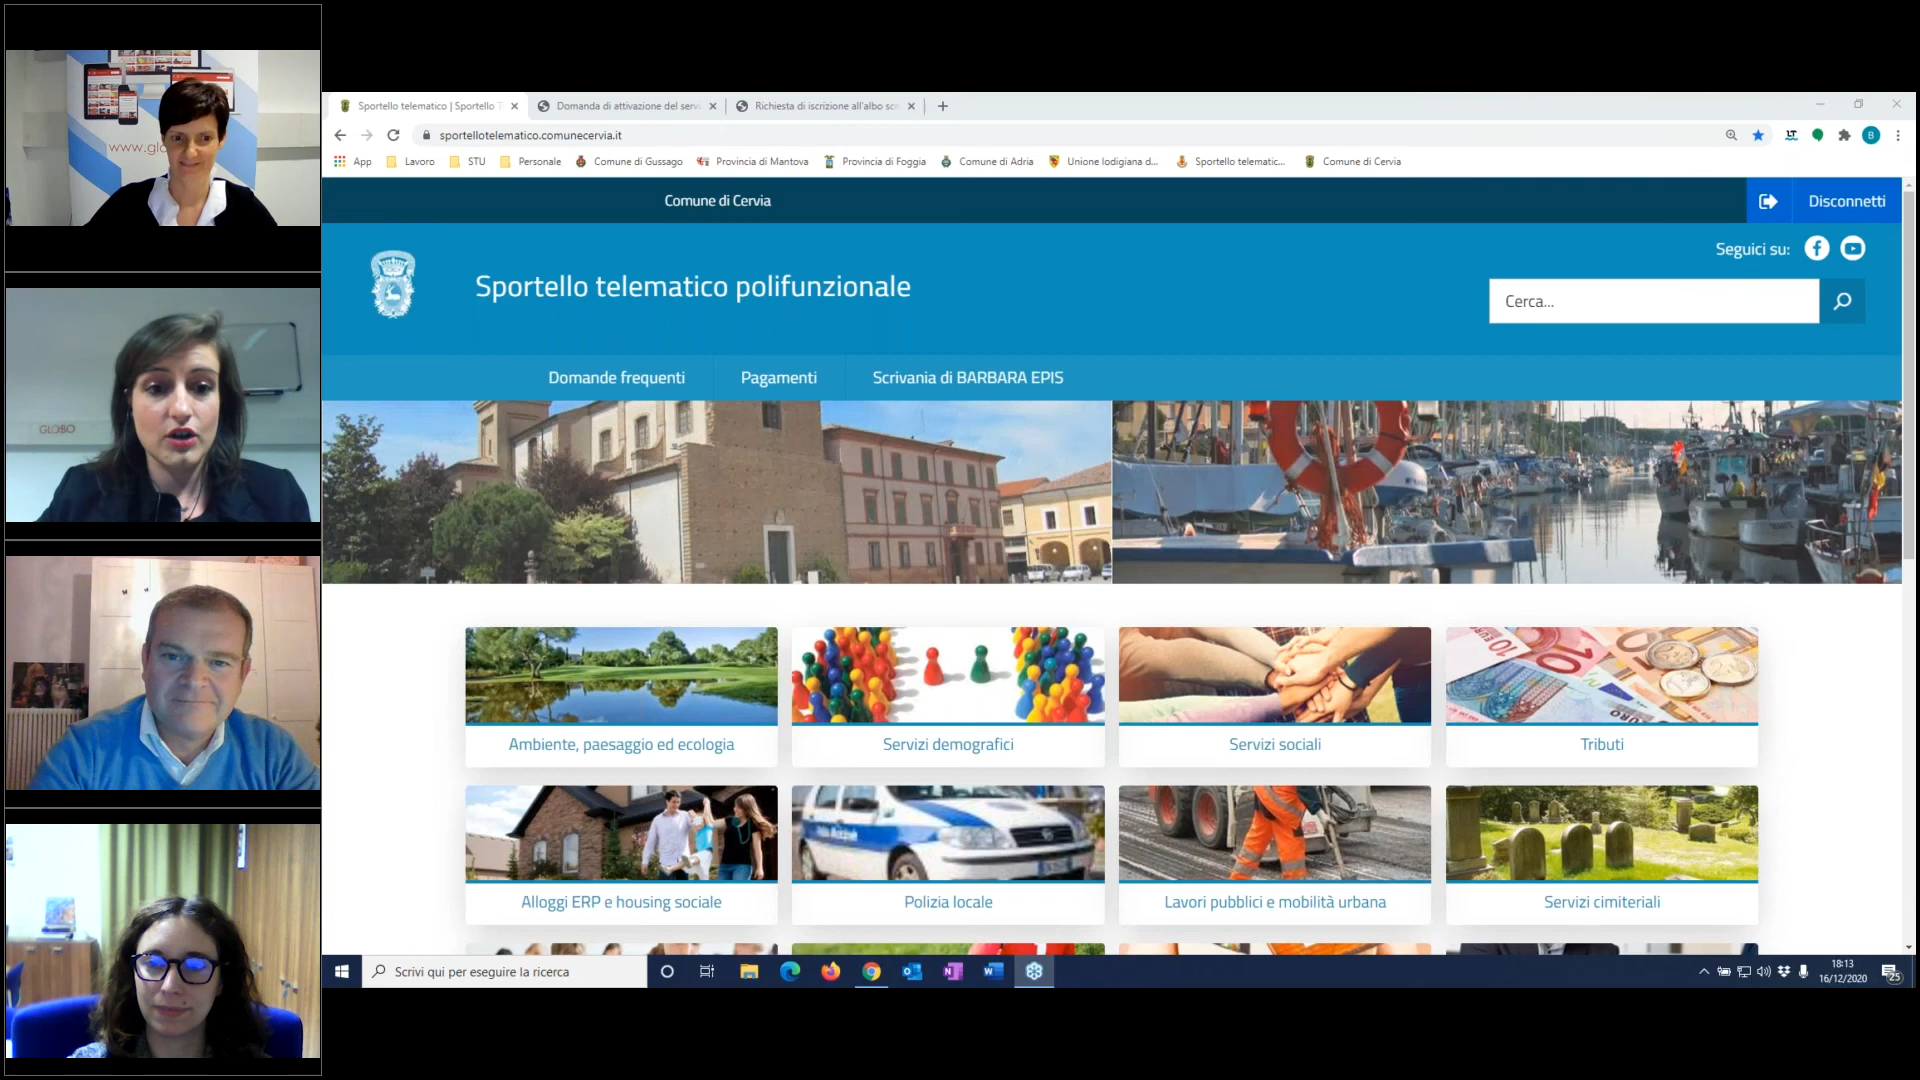 www.glo
GLOBO
Sportello telematico | Sportello T
Domanda di attivazione del servi
Richiesta di iscrizione all'albo scr
sportellotelematico.comunecervia.it
App
Lavoro
STU
Personale
Comune di Gussago
Provincia di Mantova
Provincia di Foggia
Comune di Adria
Unione lodigiana d...
Sportello telematic...
Comune di Cervia
Comune di Cervia
Disconnetti
Seguici su:
Sportello telematico polifunzionale
Cerca...
Domande frequenti
Pagamenti
Scrivania di BARBARA EPIS
Ambiente, paesaggio ed ecologia
Servizi demografici
Servizi sociali
Tributi
Alloggi ERP e housing sociale
Polizia locale
Lavori pubblici e mobilità urbana
Servizi cimiteriali
Scrivi qui per eseguire la ricerca
18:13
16/12/2020
25